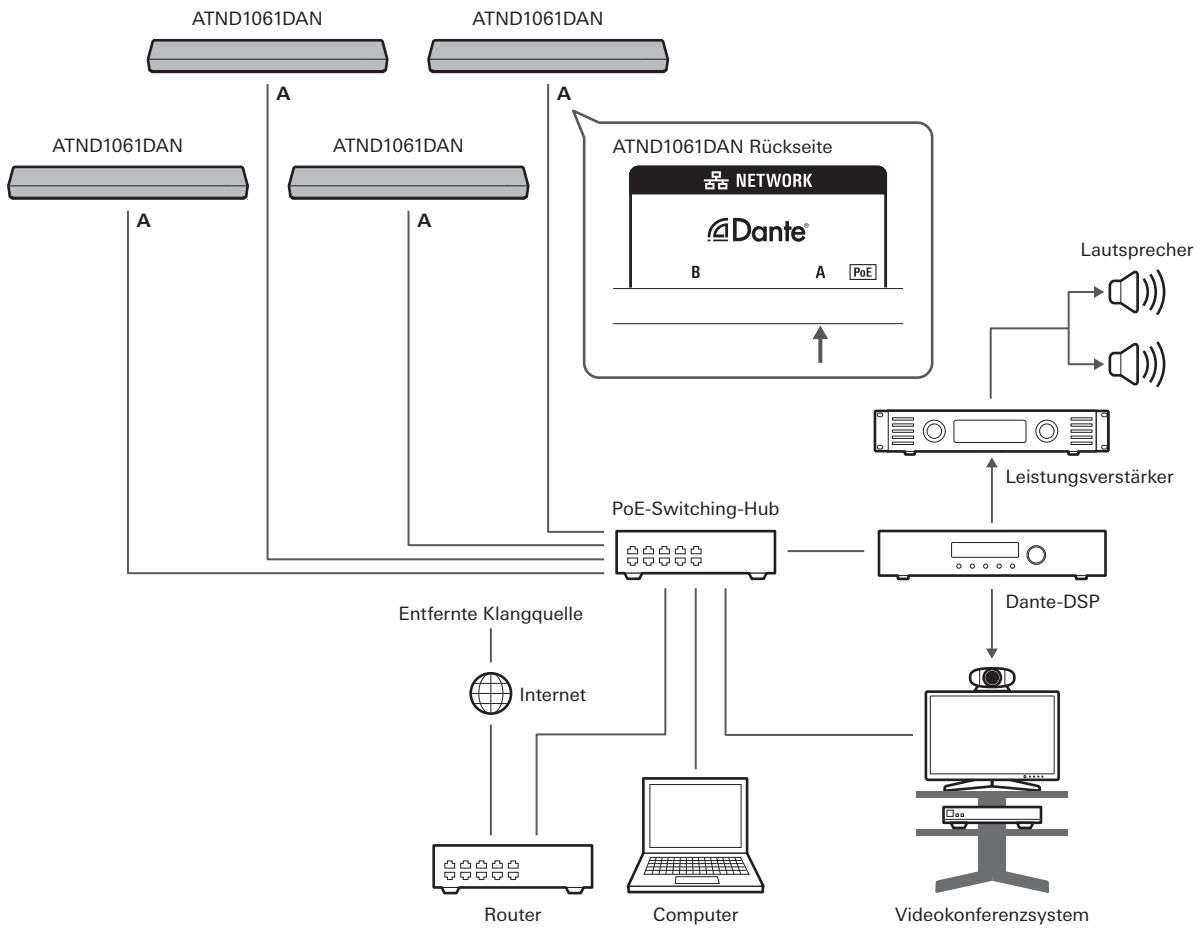 ATND1061DAN
ATND1061DAN
A
A
ATND1061DAN
ATND1061DAN
A
A
ATND1061DAN Rückseite
NETWORK
Dante®
B A PoE
Lautsprecher
Leistungsverstärker
PoE-Switching-Hub
Dante-DSP
Entfernte Klangquelle
Internet
Router
Computer
Videokonferenzsystem